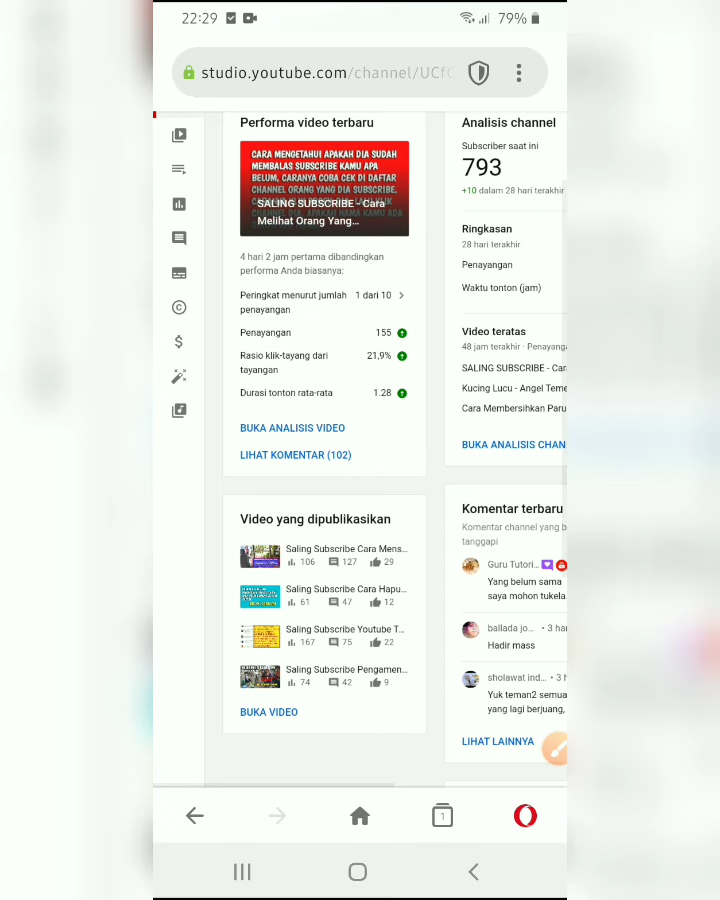 22:29
79%
studio.youtube.com/channel/UCf
Performa video terbaru
CARA MENGETAHUI APAKAH DIA SUDAH
MEMBALAS SUBSCRIBE KAMU APA
BELUM, CARANYA COBA CEK DI DAFTAR
CHANNEL ORANG YANG DIA SUBSCRIBE.
SALING SUBSCRIBE - Cara
Melihat Orang Yang...
4 hari 2 jam pertama dibandingkan
performa Anda biasanya:
Peringkat menurut jumlah penayangan
1 dari 10
Penayangan 155
Rasio klik-tayang dari tayangan
21,9%
Durasi tonton rata-rata 1.28
BUKA ANALISIS VIDEO
LIHAT KOMENTAR (102)
Video yang dipublikasikan
Saling Subscribe Cara Mens...
106 127 29
Saling Subscribe Cara Hapu...
61 47 12
Saling Subscribe Youtube T...
167 75 22
Saling Subscribe Pengamen...
74 42 9
BUKA VIDEO
Analisis channel
Subscriber saat ini
793
+10 dalam 28 hari terakhir
Ringkasan
28 hari terakhir
Penayangan
Waktu tonton (jam)
Video teratas
48 jam terakhir · Penayanga
SALING SUBSCRIBE - Car
Kucing Lucu - Angel Teme
Cara Membersihkan Paru
BUKA ANALISIS CHAN
Komentar terbaru
Komentar channel yang b
tanggapi
Guru Tutori...
Yang belum sama
saya mohon tukela
ballada jo... • 3 har
Hadir mass
sholawat ind... • 3 h
Yuk teman2 semua
yang lagi berjuang,
LIHAT LAINNYA
1